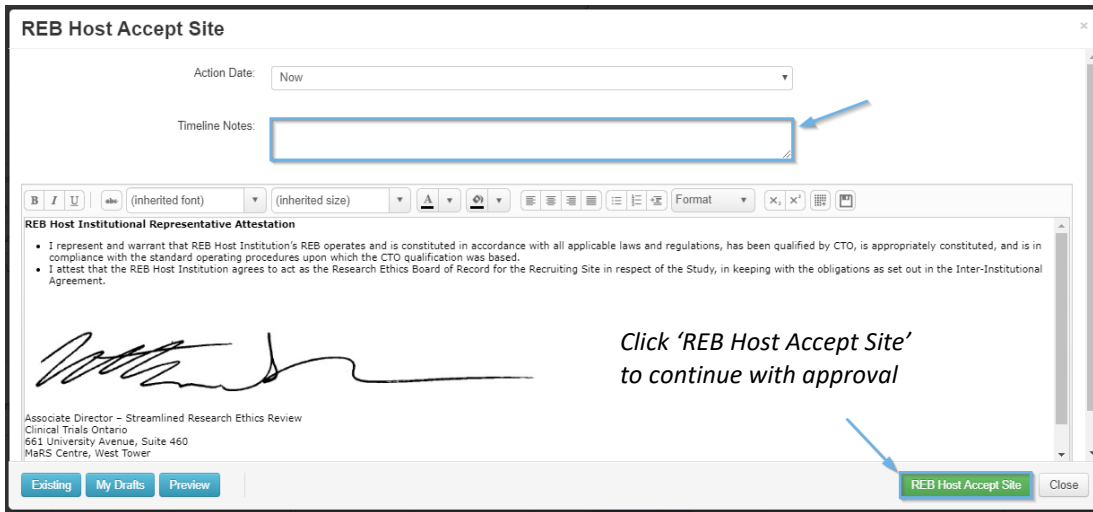 REB Host Accept Site ×
Action Date: Now
Timeline Notes:
B I U abc (inherited font) (inherited size) A Format X₂ X²
REB Host Institutional Representative Attestation
• I represent and warrant that REB Host Institution's REB operates and is constituted in accordance with all applicable laws and regulations, has been qualified by CTO, is appropriately constituted, and is in
compliance with the standard operating procedures upon which the CTO qualification was based.
• I attest that the REB Host Institution agrees to act as the Research Ethics Board of Record for the Recruiting Site in respect of the Study, in keeping with the obligations as set out in the Inter-Institutional
Agreement.
Click ‘REB Host Accept Site’
to continue with approval
Associate Director – Streamlined Research Ethics Review
Clinical Trials Ontario
661 University Avenue, Suite 460
MaRS Centre, West Tower
Existing My Drafts Preview REB Host Accept Site Close